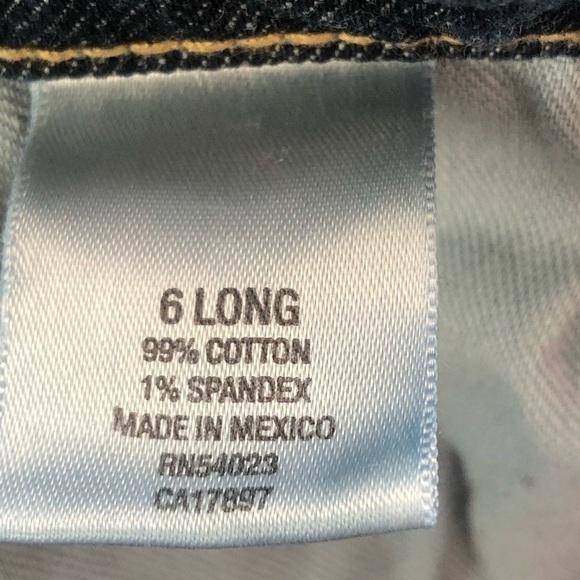 6 LONG
99% COTTON
1% SPANDEX
MADE IN MEXICO
RN54023
CA17897